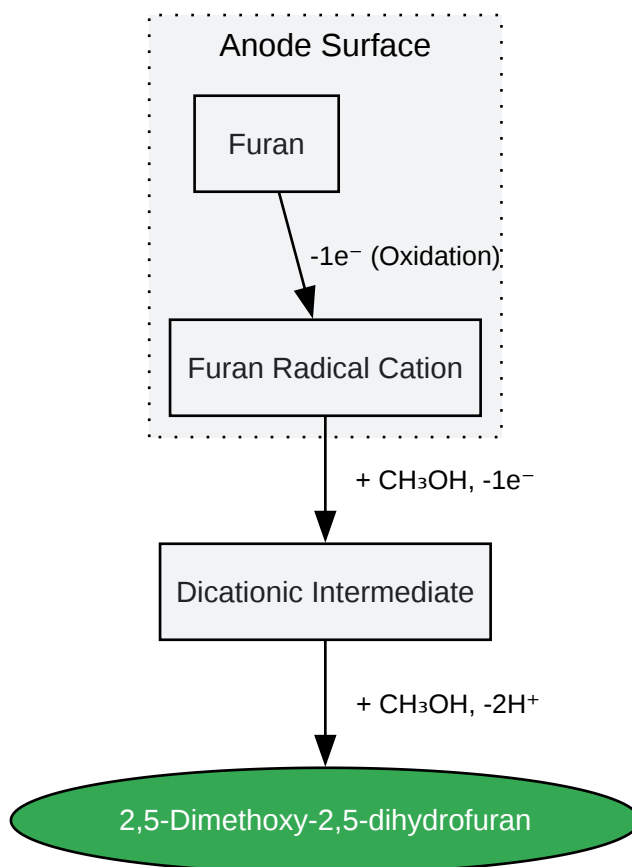 Anode Surface
Furan
-1e⁻ (Oxidation)
Furan Radical Cation
+ CH₃OH, -1e⁻
Dicationic Intermediate
+ CH₃OH, -2H⁺
2,5-Dimethoxy-2,5-dihydrofuran